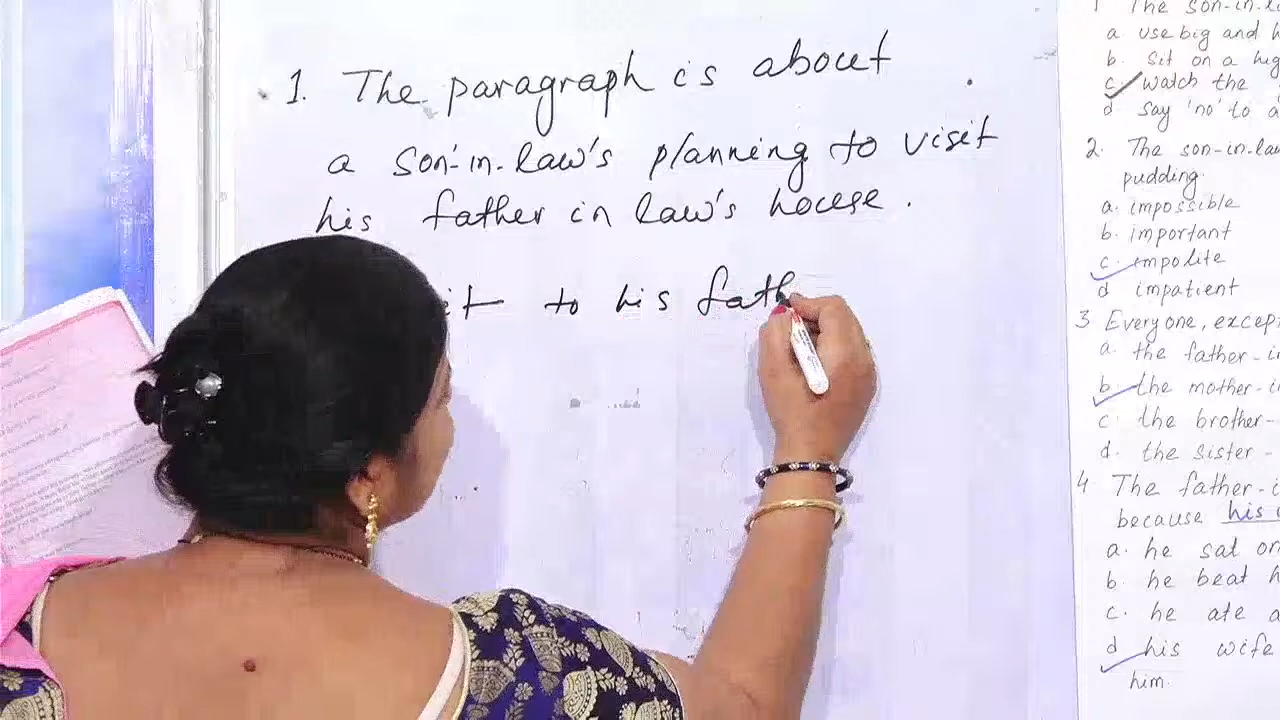 1. The paragraph is about
a son-in-law's planning to visit
his father in law's house.
to his fath
1 The son-in-l
a. use big and h
b. sit on a hig
c. watch the
d say 'no' to a
2. The son-in-law
pudding.
a. impossible
b. important
c. impolite
d impatient
3 Everyone, excep
a. the father-i
b. the mother-i
c. the brother-
d. the sister-
4 The father-i
because his
a. he sat on
b. he beat h
c. he ate a
d his wife
him.